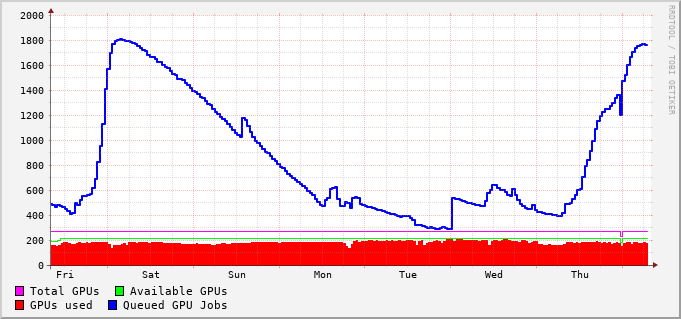 2000
1800
1600
1400
1200
1000
800
600
400
200
0
Fri Sat Sun Mon Tue Wed Thu
Total GPUs Available GPUs
GPUs used Queued GPU Jobs
RRDTOOL / TOBI OETIKER